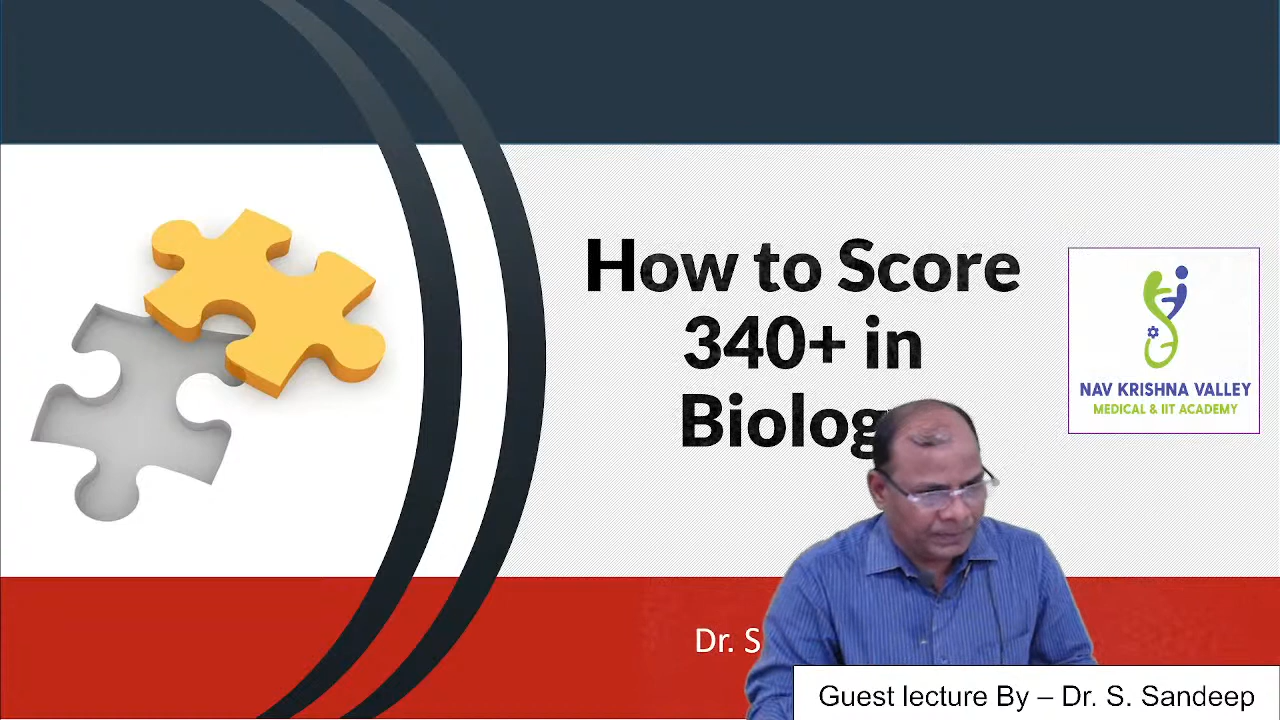 How to Score
340+ in
Biolog
NAV KRISHNA VALLEY
MEDICAL & IIT ACADEMY
Dr. S
Guest lecture By – Dr. S. Sandeep